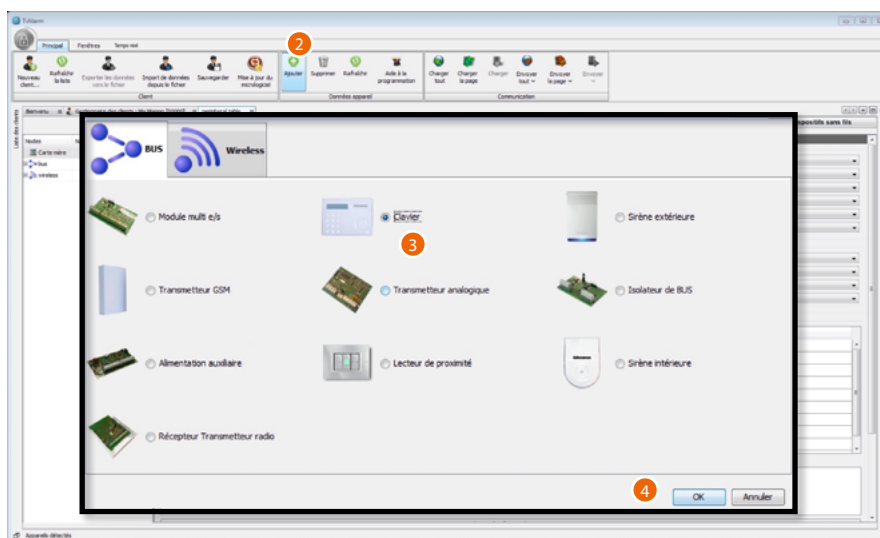 TiAlarm
Principal Fenêtres Temps réel
2
Nouveau client... Rafraîchir la liste Exporter les données vers le fichier Import de données depuis le fichier Sauvegarder Mise à jour du micrologiciel Ajouter Supprimer Rafraîchir Aide à la programmation Charger tout Charger la page Charger Envoyer tout Envoyer la page Envoyer
Client Données appareil Communication
Bienvenu
Liste des clients
Nodes
Carte mère
bus
wireless
BUS Wireless
Module multi e/s Clavier Sirène extérieure
3
Transmetteur GSM Transmetteur analogique Isolateur de BUS
Alimentation auxiliaire Lecteur de proximité Sirène intérieure
Récepteur Transmetteur radio
4 OK Annuler
Appareils détectés